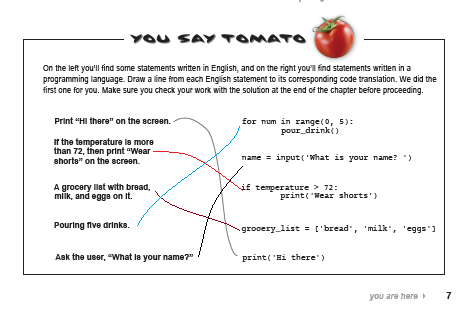 YOU SAY TOMATO
On the left you'll find some statements written in English, and on the right you'll find statements written in a
programming language. Draw a line from each English statement to its corresponding code translation. We did the
first one for you. Make sure you check your work with the solution at the end of the chapter before proceeding.
Print "Hi there" on the screen.
If the temperature is more
than 72, then print "Wear
shorts" on the screen.
A grocery list with bread,
milk, and eggs on it.
Pouring five drinks.
Ask the user, "What is your name?"
for num in range(0, 5):
pour_drink()
name = input('What is your name? ')
if temperature > 72:
print('Wear shorts')
grocery_list = ['bread', 'milk', 'eggs']
print('Hi there')
you are here
7